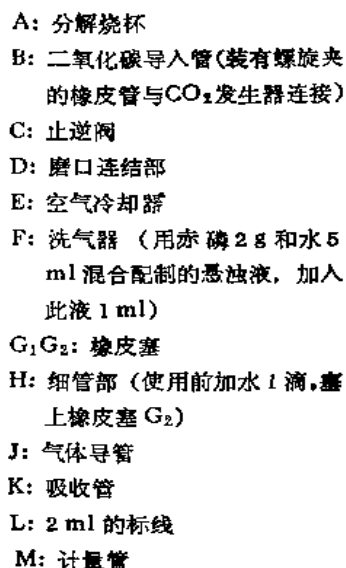 A: 分解烧杯
B: 二氧化碳导入管(装有螺旋夹
的橡皮管与CO₂发生器连接)
C: 止逆阀
D: 磨口连结部
E: 空气冷却器
F: 洗气器 (用赤磷2g和水5
ml混合配制的悬浊液, 加入
此液1ml)
G₁G₂: 橡皮塞
H: 细管部 (使用前加水1滴,塞
上橡皮塞G₂)
J: 气体导管
K: 吸收管
L: 2 ml的标线
M: 计量管